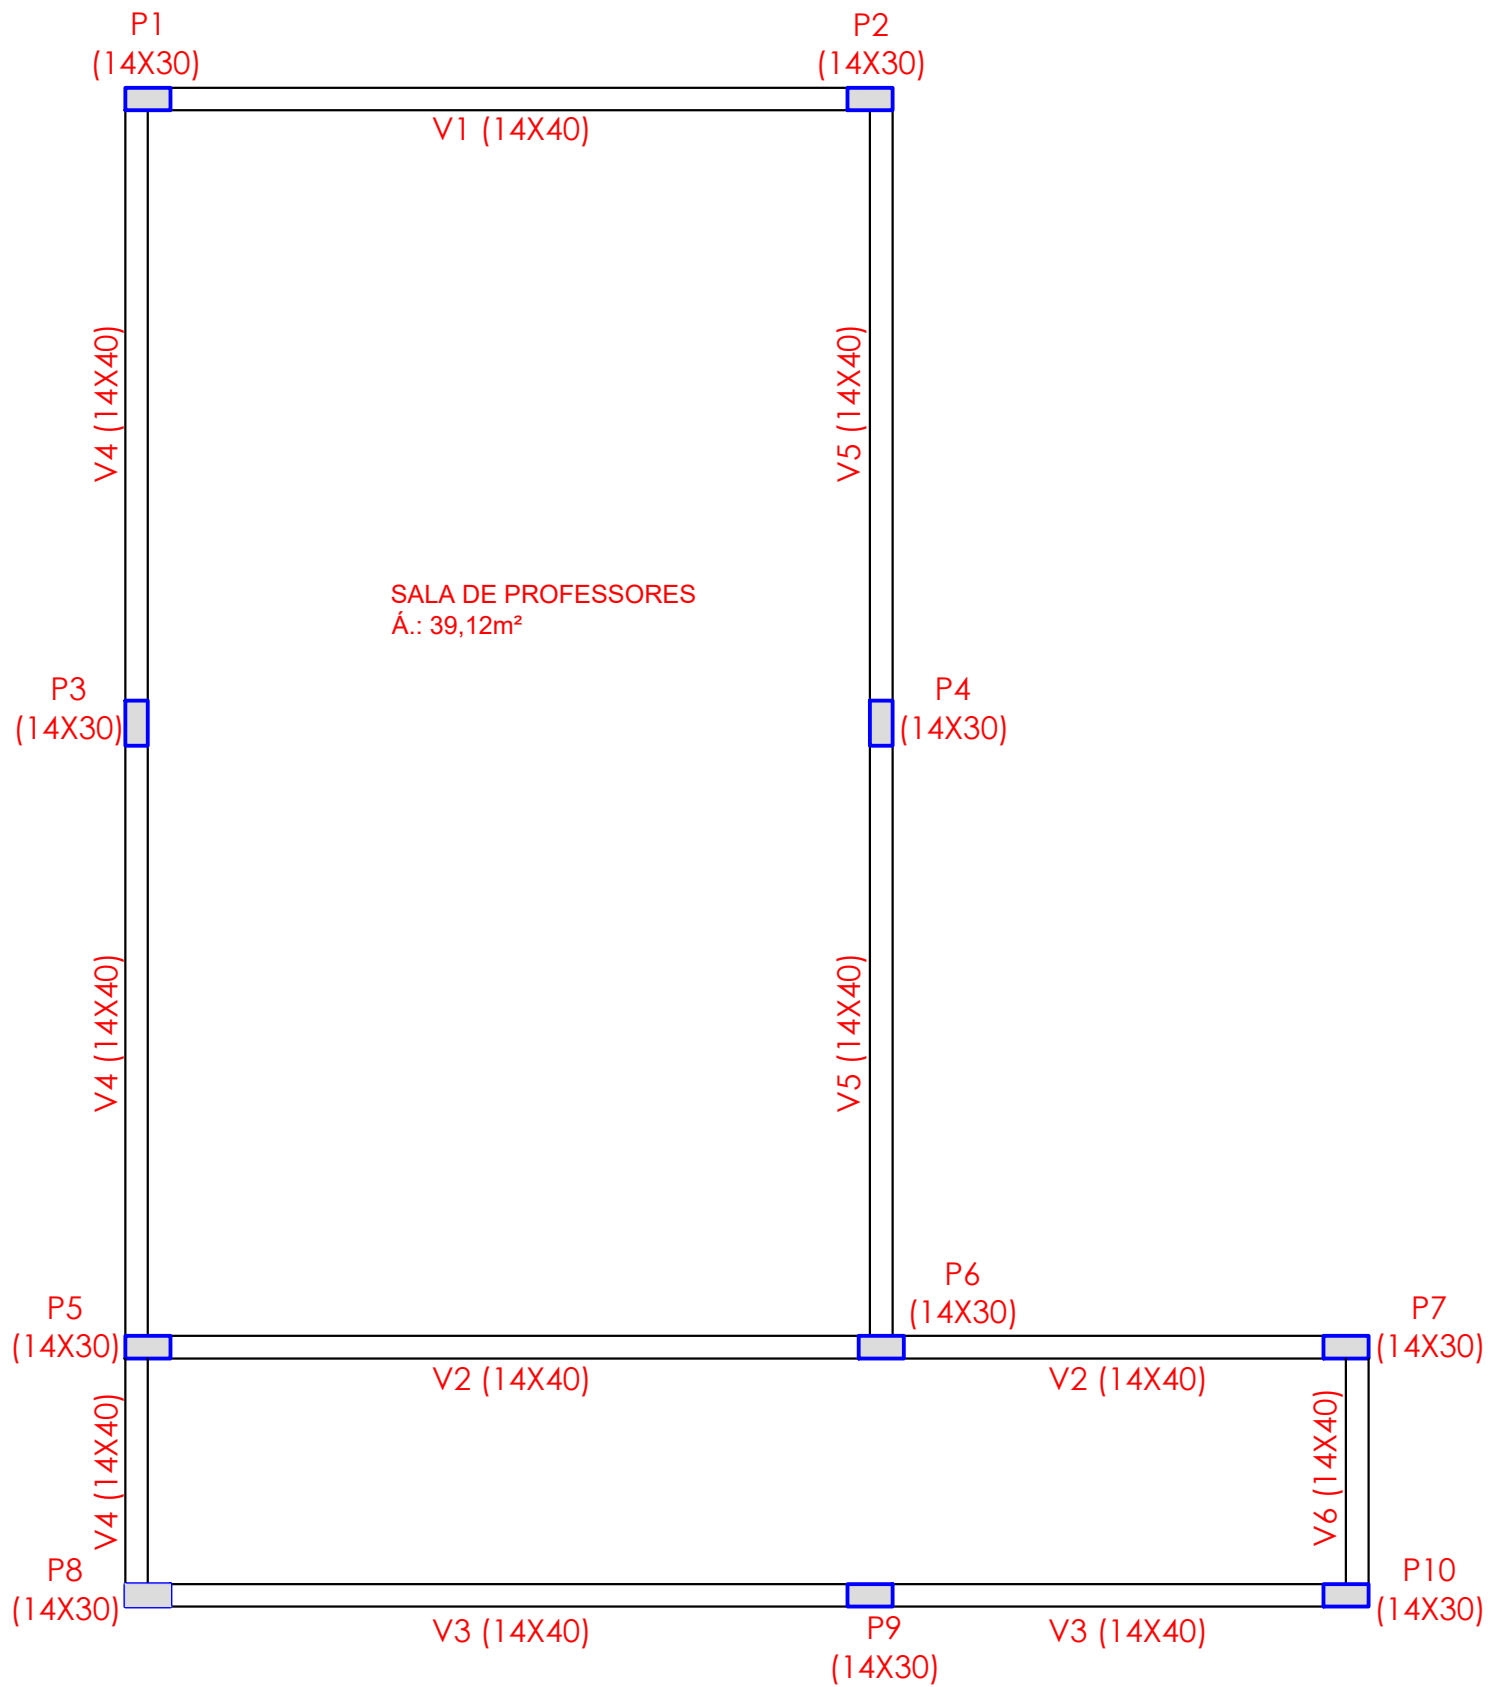 P1
(14X30)
P2
(14X30)
V1 (14X40)
V4 (14X40)
V5 (14X40)
SALA DE PROFESSORES
Á.: 39,12m²
P3
(14X30)
P4
(14X30)
V4 (14X40)
V5 (14X40)
P5
(14X30)
P6
(14X30)
P7
(14X30)
V2 (14X40)
V2 (14X40)
V4 (14X40)
V6 (14X40)
P8
(14X30)
V3 (14X40)
P9
(14X30)
V3 (14X40)
P10
(14X30)